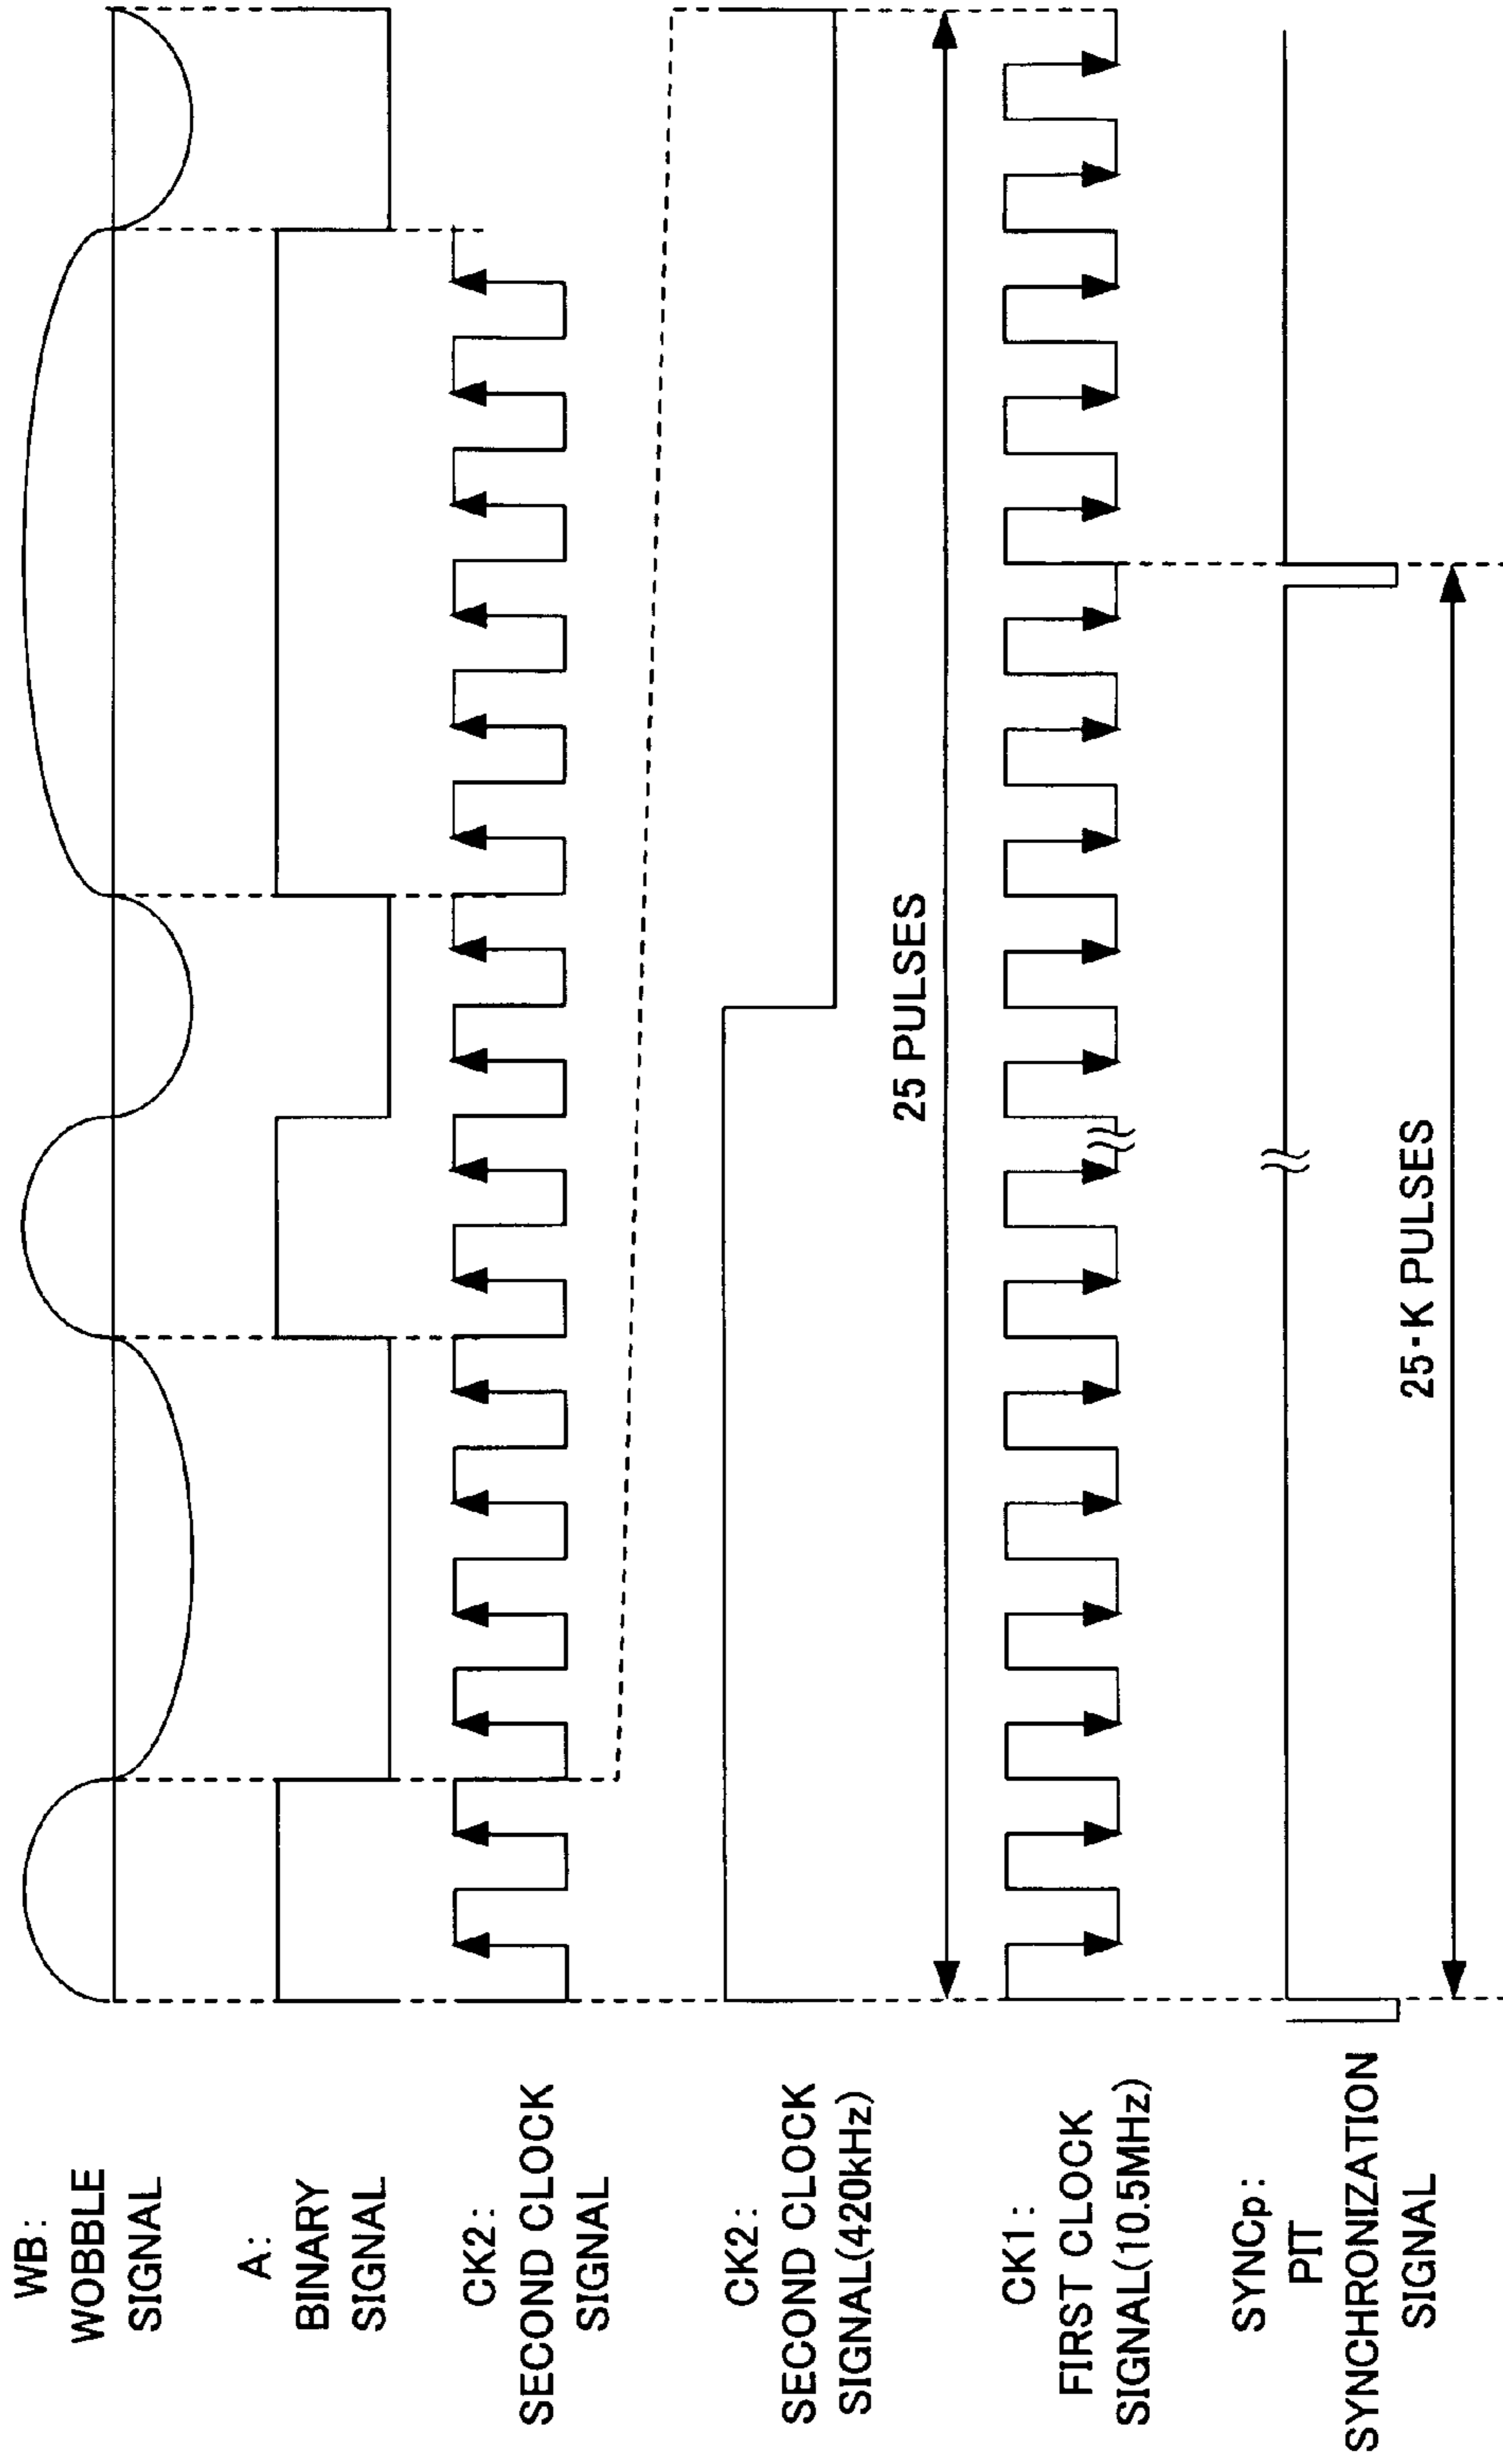 WB:
WOBBLE
SIGNAL
A:
BINARY
SIGNAL
CK2:
SECOND CLOCK
SIGNAL
CK2:
SECOND CLOCK
SIGNAL(420kHz)
25 PULSES
CK1:
FIRST CLOCK
SIGNAL(10.5MHz)
SYNCp:
PIT
SYNCHRONIZATION
SIGNAL
25·K PULSES